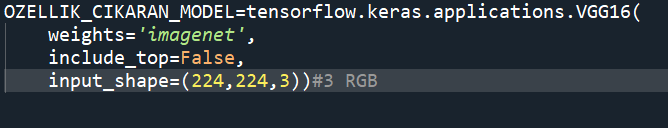 OZELLIK_CIKARAN_MODEL=tensorflow.keras.applications.VGG16(
    weights='imagenet',
    include_top=False,
    input_shape=(224,224,3))#3 RGB